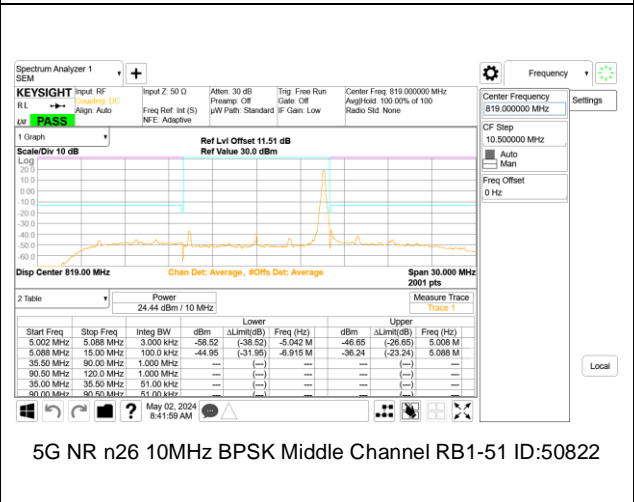 Spectrum Analyzer 1
SEM
Frequency
KEYSIGHT Input: RF Input Z: 50 Ω Atten: 30 dB Trig: Free Run Center Freq: 819.000000 MHz
RL Coupling: DC Preamp: Off Gate: Off Avg|Hold: 100.00% of 100
Align: Auto Freq Ref: Int (S) µW Path: Standard IF Gain: Low Radio Std: None
PASS NFE: Adaptive
Center Frequency
819.000000 MHz
Settings
CF Step
10.500000 MHz
Auto
Man
Freq Offset
0 Hz
1 Graph
Ref Lvl Offset 11.51 dB
Scale/Div 10 dB Ref Value 30.0 dBm
Log
20.0
10.0
0.00
-10.0
-20.0
-30.0
-40.0
-50.0
-60.0
Disp Center 819.00 MHz Chan Det: Average, #Offs Det: Average Span 30.000 MHz
2001 pts
2 Table
Power
24.44 dBm / 10 MHz
Measure Trace
Trace 1
Lower Upper
Start Freq Stop Freq Integ BW dBm ΔLimit(dB) Freq (Hz) dBm ΔLimit(dB) Freq (Hz)
5.002 MHz 5.088 MHz 3.000 kHz -58.52 (-38.52) -5.042 M -46.65 (-26.65) 5.008 M
5.088 MHz 15.00 MHz 100.0 kHz -44.95 (-31.95) -6.915 M -36.24 (-23.24) 5.088 M
35.50 MHz 90.00 MHz 1.000 MHz --- (---) --- --- (---) ---
90.50 MHz 120.0 MHz 1.000 MHz --- (---) --- --- (---) ---
35.00 MHz 35.50 MHz 51.00 kHz --- (---) --- --- (---) ---
90.00 MHz 90.50 MHz 51.00 kHz --- (---) --- --- (---) ---
Local
? May 02, 2024
8:41:59 AM
5G NR n26 10MHz BPSK Middle Channel RB1-51 ID:50822